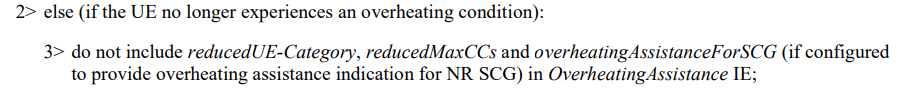 2> else (if the UE no longer experiences an overheating condition):
3> do not include reducedUE-Category, reducedMaxCCs and overheatingAssistanceForSCG (if configured
to provide overheating assistance indication for NR SCG) in OverheatingAssistance IE;